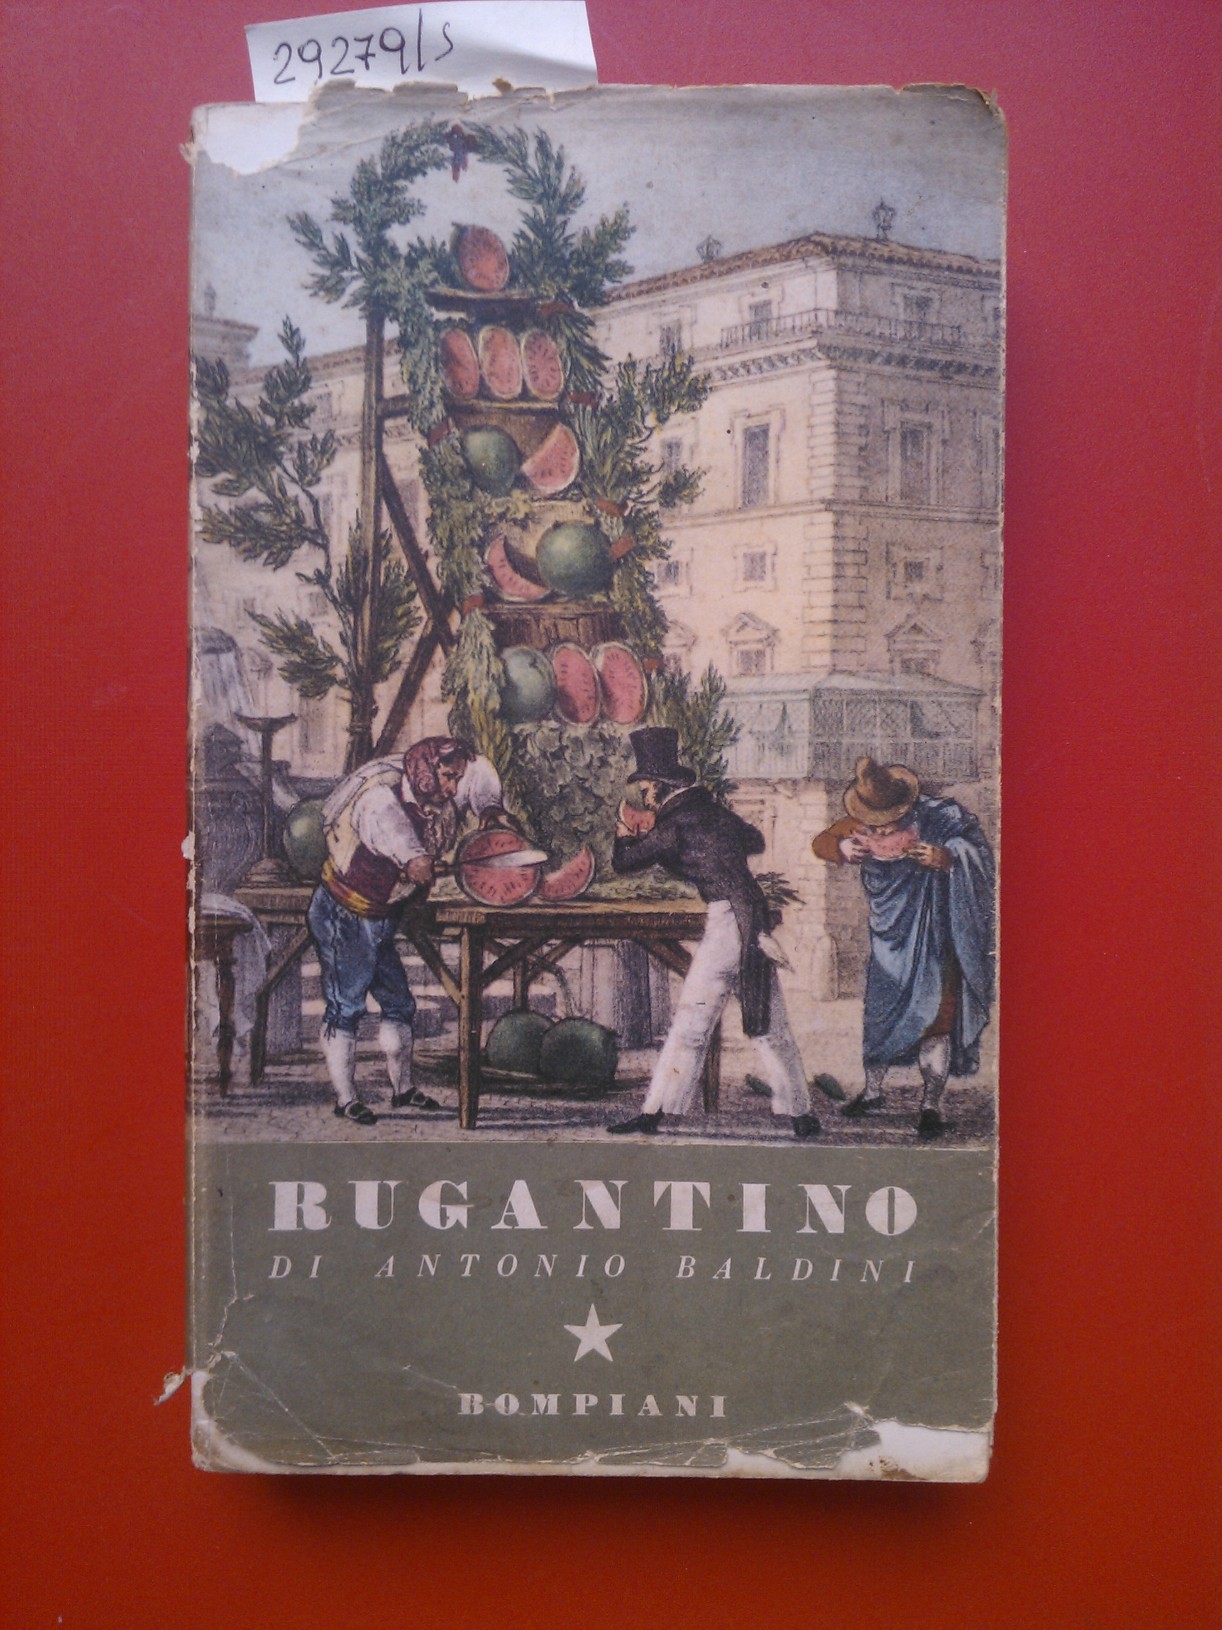 29279/s
RUGANTINO
DI ANTONIO BALDINI
BOMPIANI